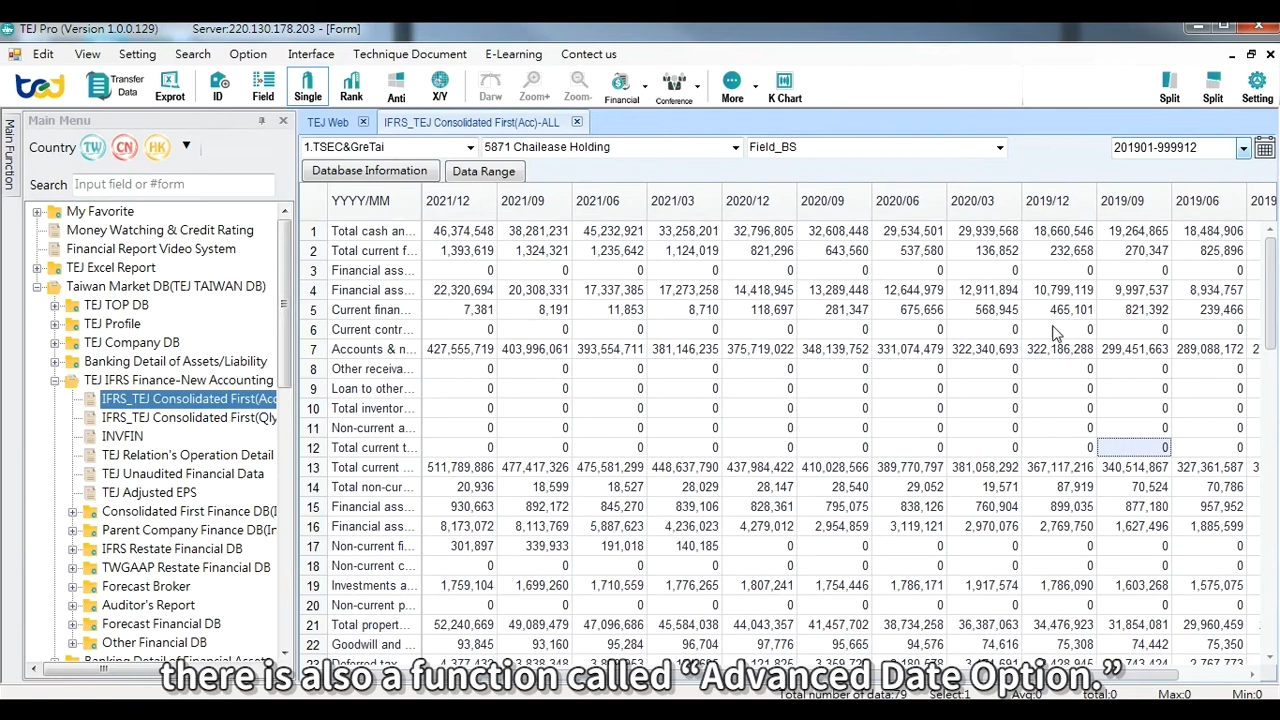 TEJ Pro (Version 1.0.0.129) Server:220.130.178.203 - [Form]
Edit View Setting Search Option Interface Technique Document E-Learning Contact us
ted Transfer Data Exprot ID Field Single Rank Anti X/Y Darw Zoom+ Zoom- Financial Conference More K Chart Split Split Setting
Main Function
Main Menu
Country TW CN HK
Search Input field or #form
My Favorite
Money Watching & Credit Rating
Financial Report Video System
TEJ Excel Report
Taiwan Market DB(TEJ TAIWAN DB)
TEJ TOP DB
TEJ Profile
TEJ Company DB
Banking Detail of Assets/Liability
TEJ IFRS Finance-New Accounting
IFRS_TEJ Consolidated First(Acc
IFRS_TEJ Consolidated First(Qly
INVFIN
TEJ Relation's Operation Detail
TEJ Unaudited Financial Data
TEJ Adjusted EPS
Consolidated First Finance DB(I
Parent Company Finance DB(In
IFRS Restate Financial DB
TWGAAP Restate Financial DB
Forecast Broker
Auditor's Report
Forecast Financial DB
Other Financial DB
TEJ Web IFRS_TEJ Consolidated First(Acc)-ALL
1.TSEC&GreTai 5871 Chailease Holding Field_BS 201901-999912
Database Information Data Range
YYYY/MM 2021/12 2021/09 2021/06 2021/03 2020/12 2020/09 2020/06 2020/03 2019/12 2019/09 2019/06 2019
1 Total cash an... 46,374,548 38,281,231 45,232,921 33,258,201 32,796,805 32,608,448 29,534,501 29,939,568 18,660,546 19,264,865 18,484,906
2 Total current f... 1,393,619 1,324,321 1,235,642 1,124,019 821,296 643,560 537,580 136,852 232,658 270,347 825,896
3 Financial ass... 0 0 0 0 0 0 0 0 0 0 0
4 Financial ass... 22,320,694 20,308,331 17,337,385 17,273,258 14,418,945 13,289,448 12,644,979 12,911,894 10,799,119 9,997,537 8,934,757
5 Current finan... 7,381 8,191 11,853 8,710 118,697 281,347 675,656 568,945 465,101 821,392 239,466
6 Current contr... 0 0 0 0 0 0 0 0 0 0 0
7 Accounts & n... 427,555,719 403,996,061 393,554,711 381,146,235 375,719,022 348,139,752 331,074,479 322,340,693 322,186,288 299,451,663 289,088,172 2
8 Other receiva... 0 0 0 0 0 0 0 0 0 0 0
9 Loan to other... 0 0 0 0 0 0 0 0 0 0 0
10 Total inventor... 0 0 0 0 0 0 0 0 0 0 0
11 Non-current a... 0 0 0 0 0 0 0 0 0 0 0
12 Total current t... 0 0 0 0 0 0 0 0 0 0 0
13 Total current ... 511,789,886 477,417,326 475,581,299 448,637,790 437,984,422 410,028,566 389,770,797 381,058,292 367,117,216 340,514,867 327,361,587 3
14 Total non-cur... 20,936 18,599 18,527 28,029 28,147 28,540 29,052 19,571 87,919 70,524 70,786
15 Financial ass... 930,663 892,172 845,270 839,106 828,361 795,075 838,126 760,904 899,035 877,180 957,952
16 Financial ass... 8,173,072 8,113,769 5,887,623 4,236,023 4,279,012 2,954,859 3,119,121 2,970,076 2,769,750 1,627,496 1,885,599
17 Non-current fi... 301,897 339,933 191,018 140,185 0 0 0 0 0 0 0
18 Non-current c... 0 0 0 0 0 0 0 0 0 0 0
19 Investments a... 1,759,104 1,699,260 1,710,559 1,776,265 1,807,241 1,754,446 1,786,171 1,917,574 1,786,090 1,603,268 1,575,075
20 Non-current p... 0 0 0 0 0 0 0 0 0 0 0
21 Total propert... 52,240,669 49,089,479 47,096,686 45,584,038 44,043,357 41,457,702 38,734,258 36,387,063 34,476,923 31,854,081 29,960,459
22 Goodwill and ... 93,845 93,160 95,284 96,704 97,776 95,665 94,576 74,616 75,308 74,442 75,350
there is also a function called “Advanced Date Option.”
Total number of data:79 Max:0 Min:0